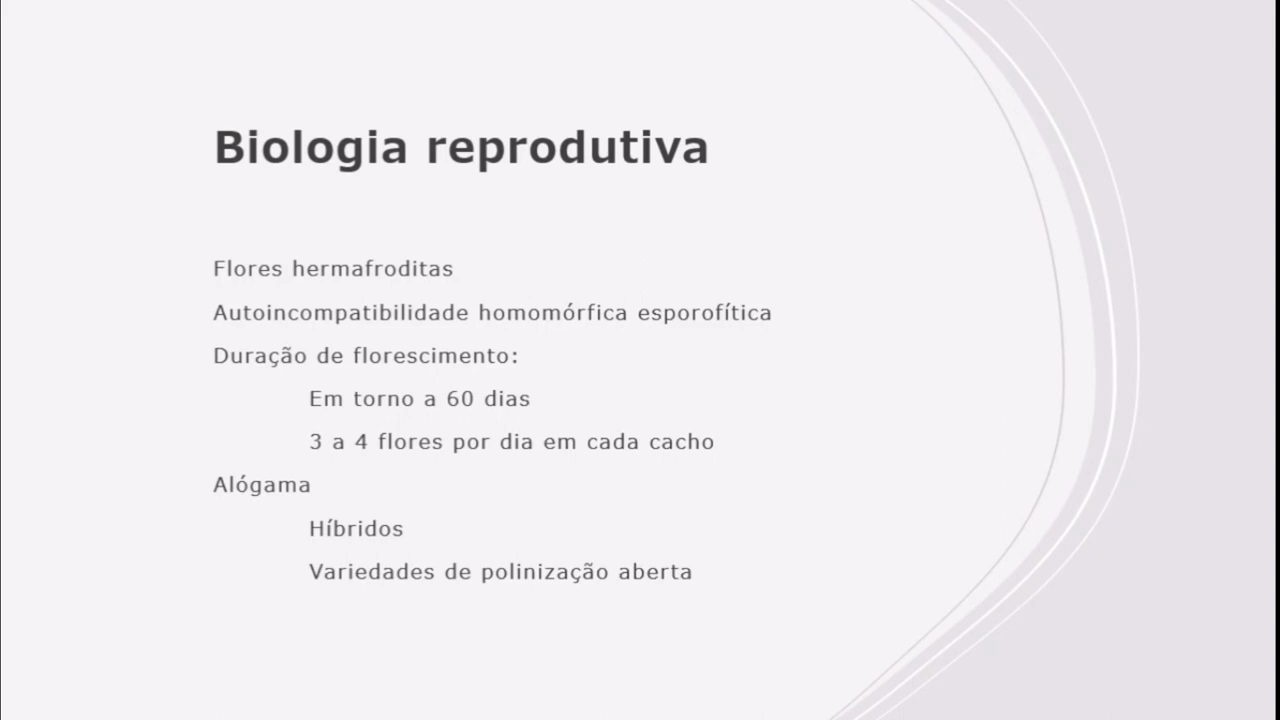 Biologia reprodutiva
Flores hermafroditas
Autoincompatibilidade homomórfica esporofítica
Duração de florescimento:
Em torno a 60 dias
3 a 4 flores por dia em cada cacho
Alógama
Híbridos
Variedades de polinização aberta